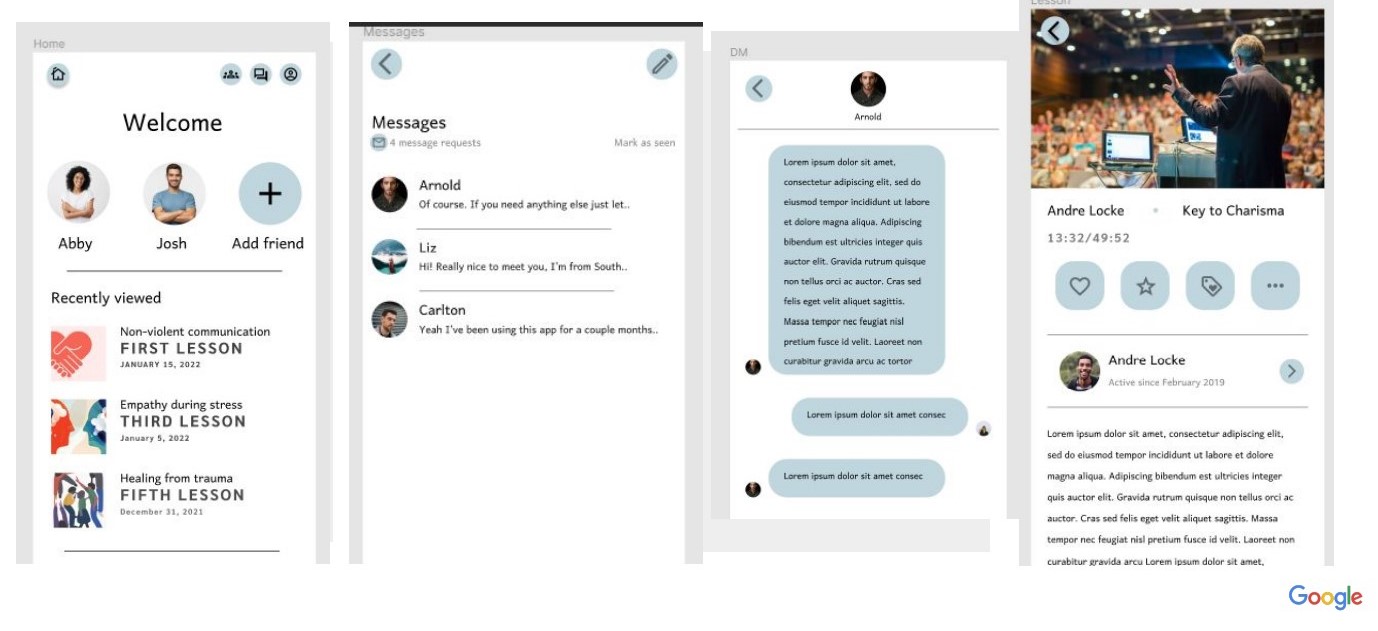 Home
Welcome
Abby
Josh
Add friend
Recently viewed
Non-violent communication
FIRST LESSON
JANUARY 15, 2022
Empathy during stress
THIRD LESSON
January 5, 2022
Healing from trauma
FIFTH LESSON
December 31, 2021
Messages
Messages
4 message requests
Mark as seen
Arnold
Of course. If you need anything else just let..
Liz
Hi! Really nice to meet you, I'm from South..
Carlton
Yeah I've been using this app for a couple months..
DM
Arnold
Lorem ipsum dolor sit amet,
consectetur adipiscing elit, sed do
eiusmod tempor incididunt ut labore
et dolore magna aliqua. Adipiscing
bibendum est ultricies integer quis
auctor elit. Gravida rutrum quisque
non tellus orci ac auctor. Cras sed
felis eget velit aliquet sagittis.
Massa tempor nec feugiat nisl
pretium fusce id velit. Laoreet non
curabitur gravida arcu ac tortor
Lorem ipsum dolor sit amet consec
Lorem ipsum dolor sit amet consec
Lesson
Andre Locke
Key to Charisma
13:32/49:52
Andre Locke
Active since February 2019
Lorem ipsum dolor sit amet, consectetur adipiscing elit,
sed do eiusmod tempor incididunt ut labore et dolore
magna aliqua. Adipiscing bibendum est ultricies integer
quis auctor elit. Gravida rutrum quisque non tellus orci ac
auctor. Cras sed felis eget velit aliquet sagittis. Massa
tempor nec feugiat nisl pretium fusce id velit. Laoreet non
curabitur gravida arcu Lorem ipsum dolor sit amet,
Google